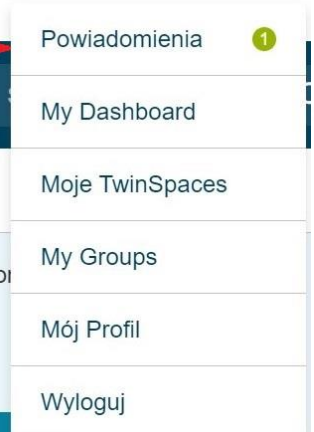 Powiadomienia 1
My Dashboard
Moje TwinSpaces
My Groups
Mój Profil
Wyloguj